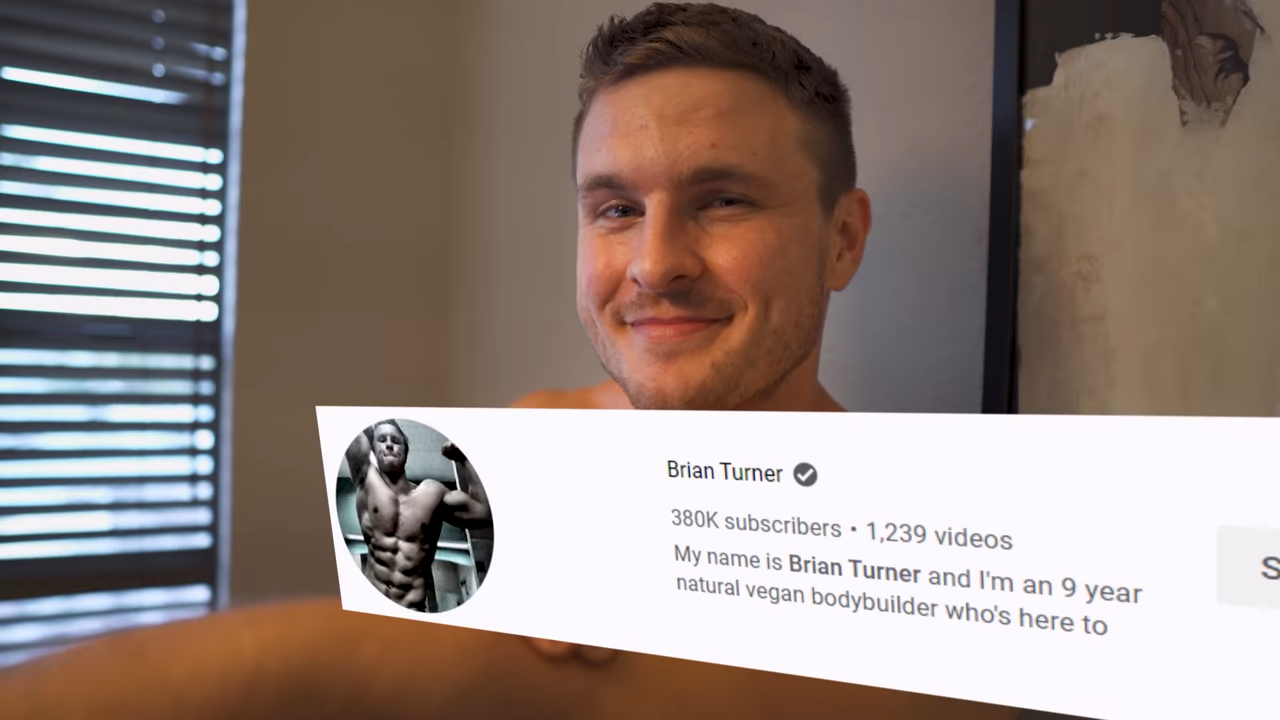 Brian Turner
380K subscribers • 1,239 videos
My name is Brian Turner and I'm an 9 year
natural vegan bodybuilder who's here to
S